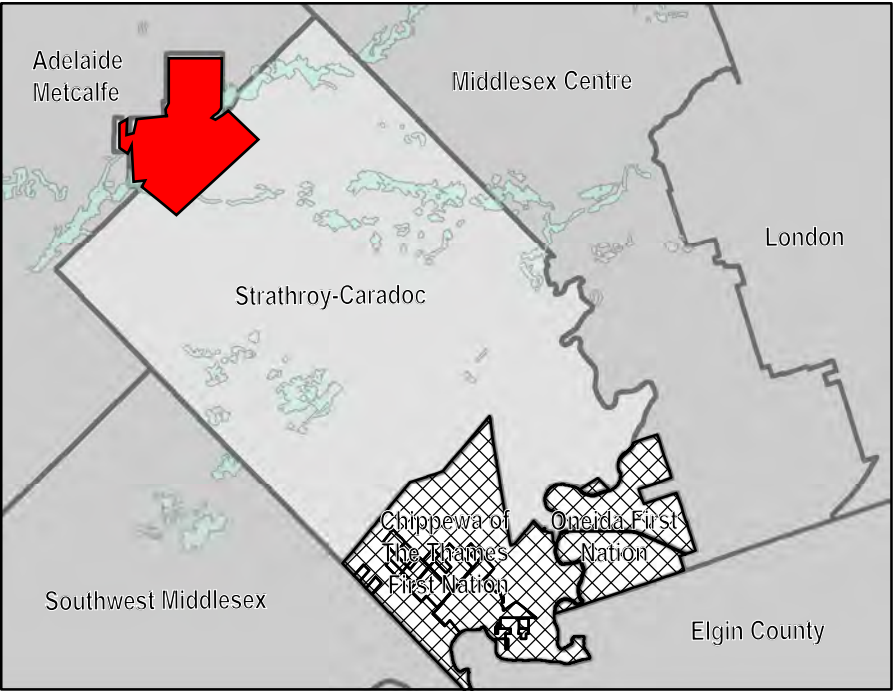 Adelaide
Metcalfe
Middlesex Centre
London
Strathroy-Caradoc
Chippewa of
The Thames
First Nation
Oneida First
Nation
Southwest Middlesex
Elgin County